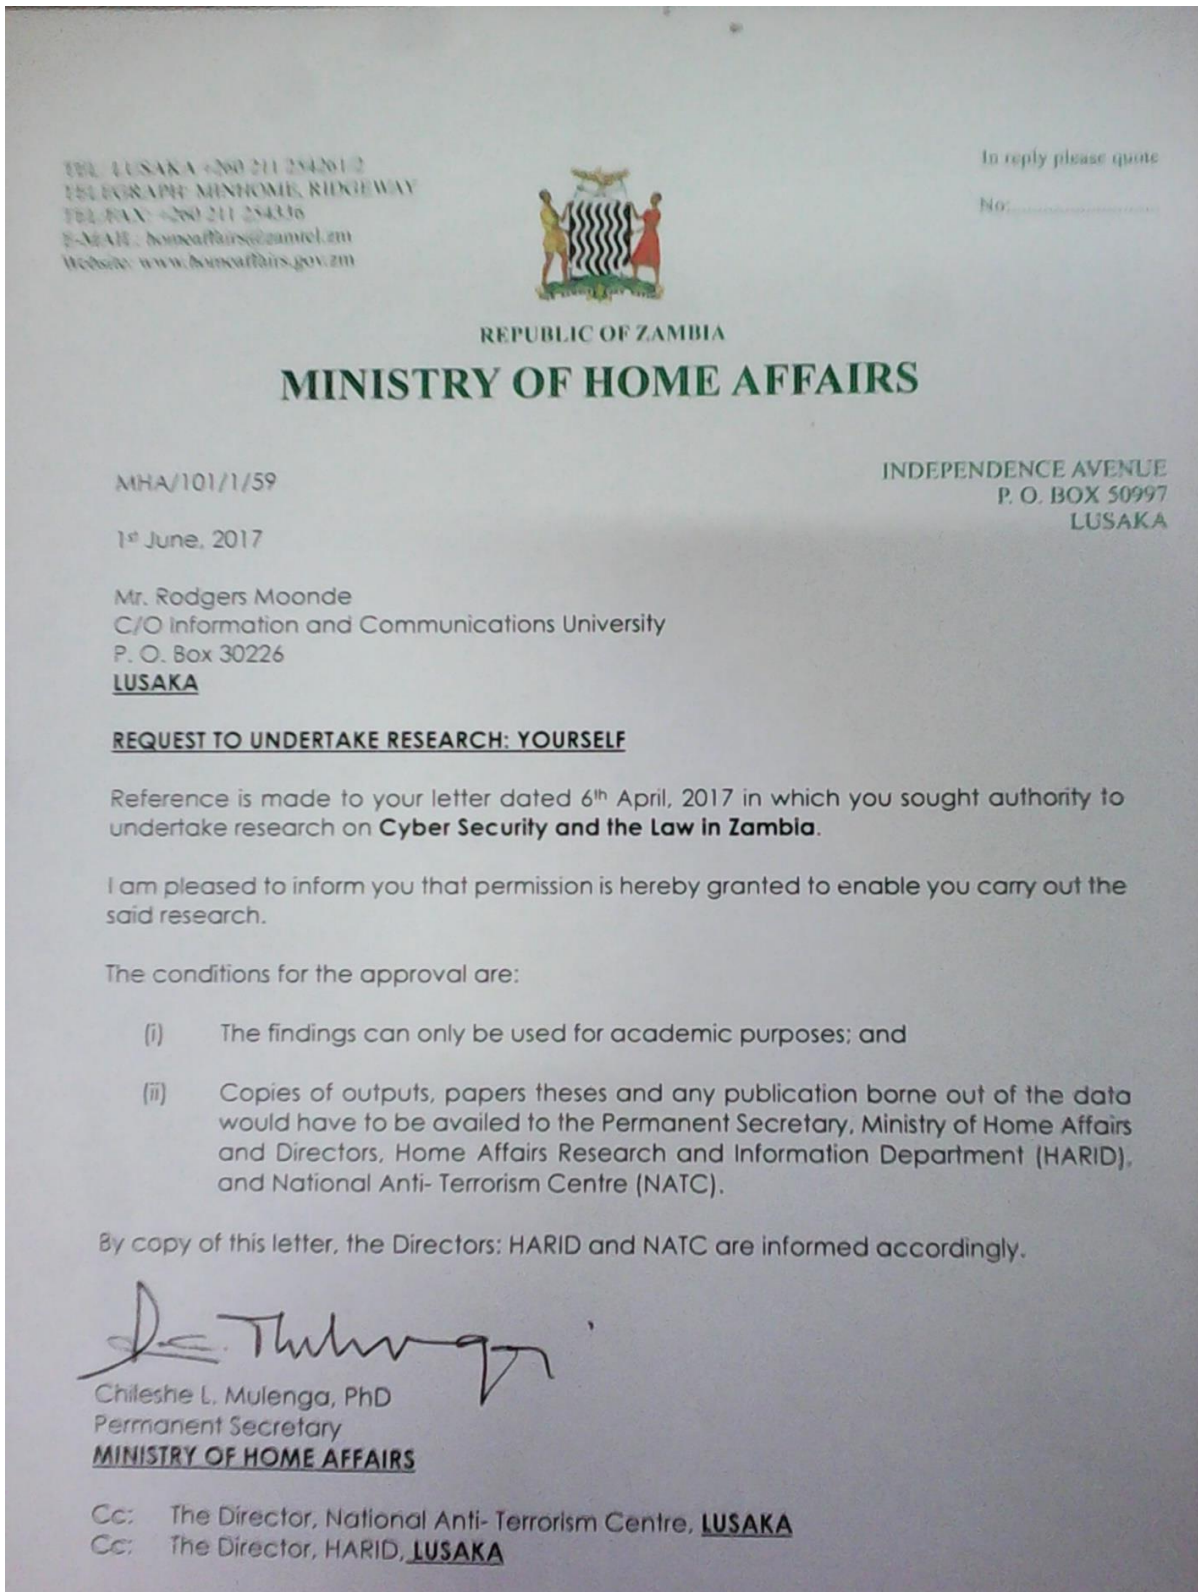 TEL: LUSAKA +260 211 254261/2
TELEGRAPH: MINHOME, RIDGEWAY
TEL/FAX: +260 211 254336
E-MAIL: homeaffairs@zamtel.zm
Website: www.homeaffairs.gov.zm
In reply please quote
No:..........................
REPUBLIC OF ZAMBIA
MINISTRY OF HOME AFFAIRS
MHA/101/1/59
INDEPENDENCE AVENUE
P. O. BOX 50997
LUSAKA
1st June, 2017
Mr. Rodgers Moonde
C/O Information and Communications University
P. O. Box 30226
LUSAKA
REQUEST TO UNDERTAKE RESEARCH: YOURSELF
Reference is made to your letter dated 6th April, 2017 in which you sought authority to
undertake research on Cyber Security and the Law in Zambia.
I am pleased to inform you that permission is hereby granted to enable you carry out the
said research.
The conditions for the approval are:
(i) The findings can only be used for academic purposes; and
(ii) Copies of outputs, papers theses and any publication borne out of the data
would have to be availed to the Permanent Secretary, Ministry of Home Affairs
and Directors, Home Affairs Research and Information Department (HARID),
and National Anti- Terrorism Centre (NATC).
By copy of this letter, the Directors: HARID and NATC are informed accordingly.
Chileshe L. Mulenga, PhD
Permanent Secretary
MINISTRY OF HOME AFFAIRS
Cc: The Director, National Anti- Terrorism Centre, LUSAKA
Cc: The Director, HARID, LUSAKA